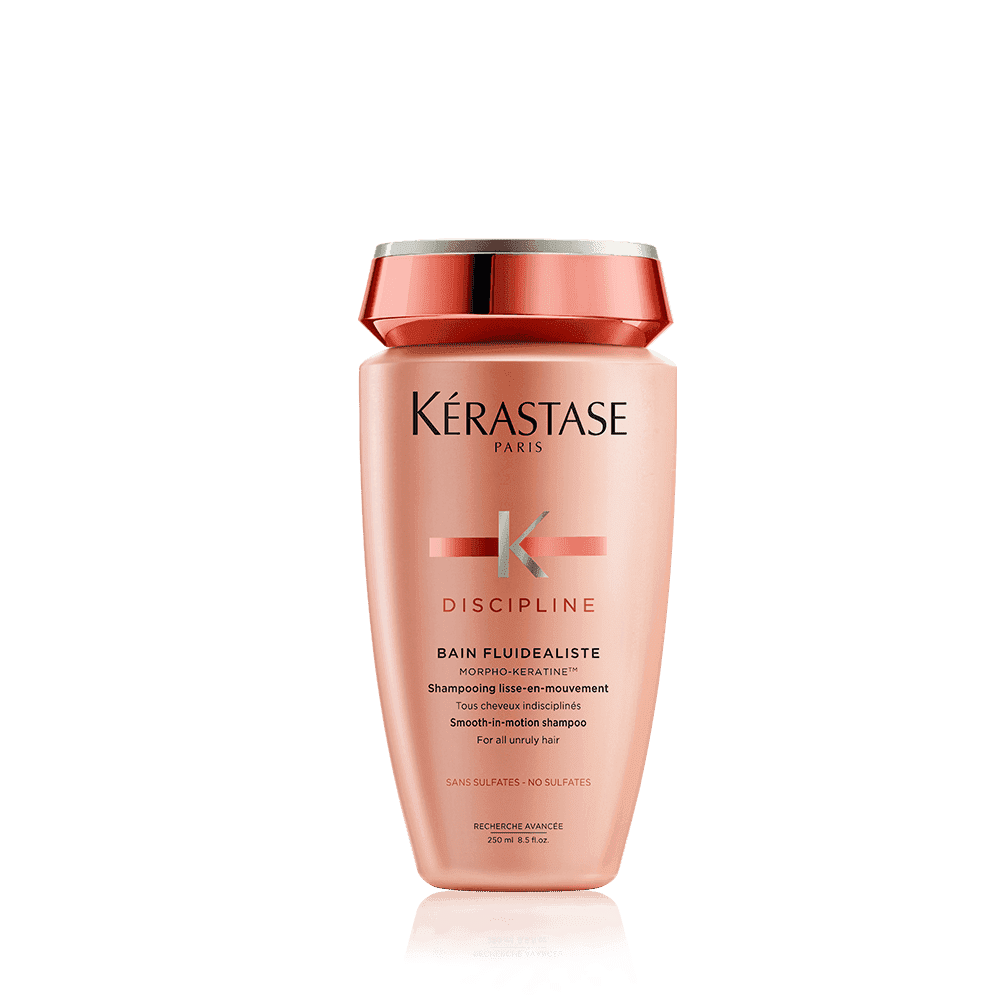 KÉRASTASE
PARIS
K
DISCIPLINE
BAIN FLUIDEALISTE
MORPHO-KERATINE™
Shampooing lisse-en-mouvement
Tous cheveux indisciplinés
Smooth-in-motion shampoo
For all unruly hair
SANS SULFATES - NO SULFATES
RECHERCHE AVANCÉE
250 ml 8.5 fl.oz.